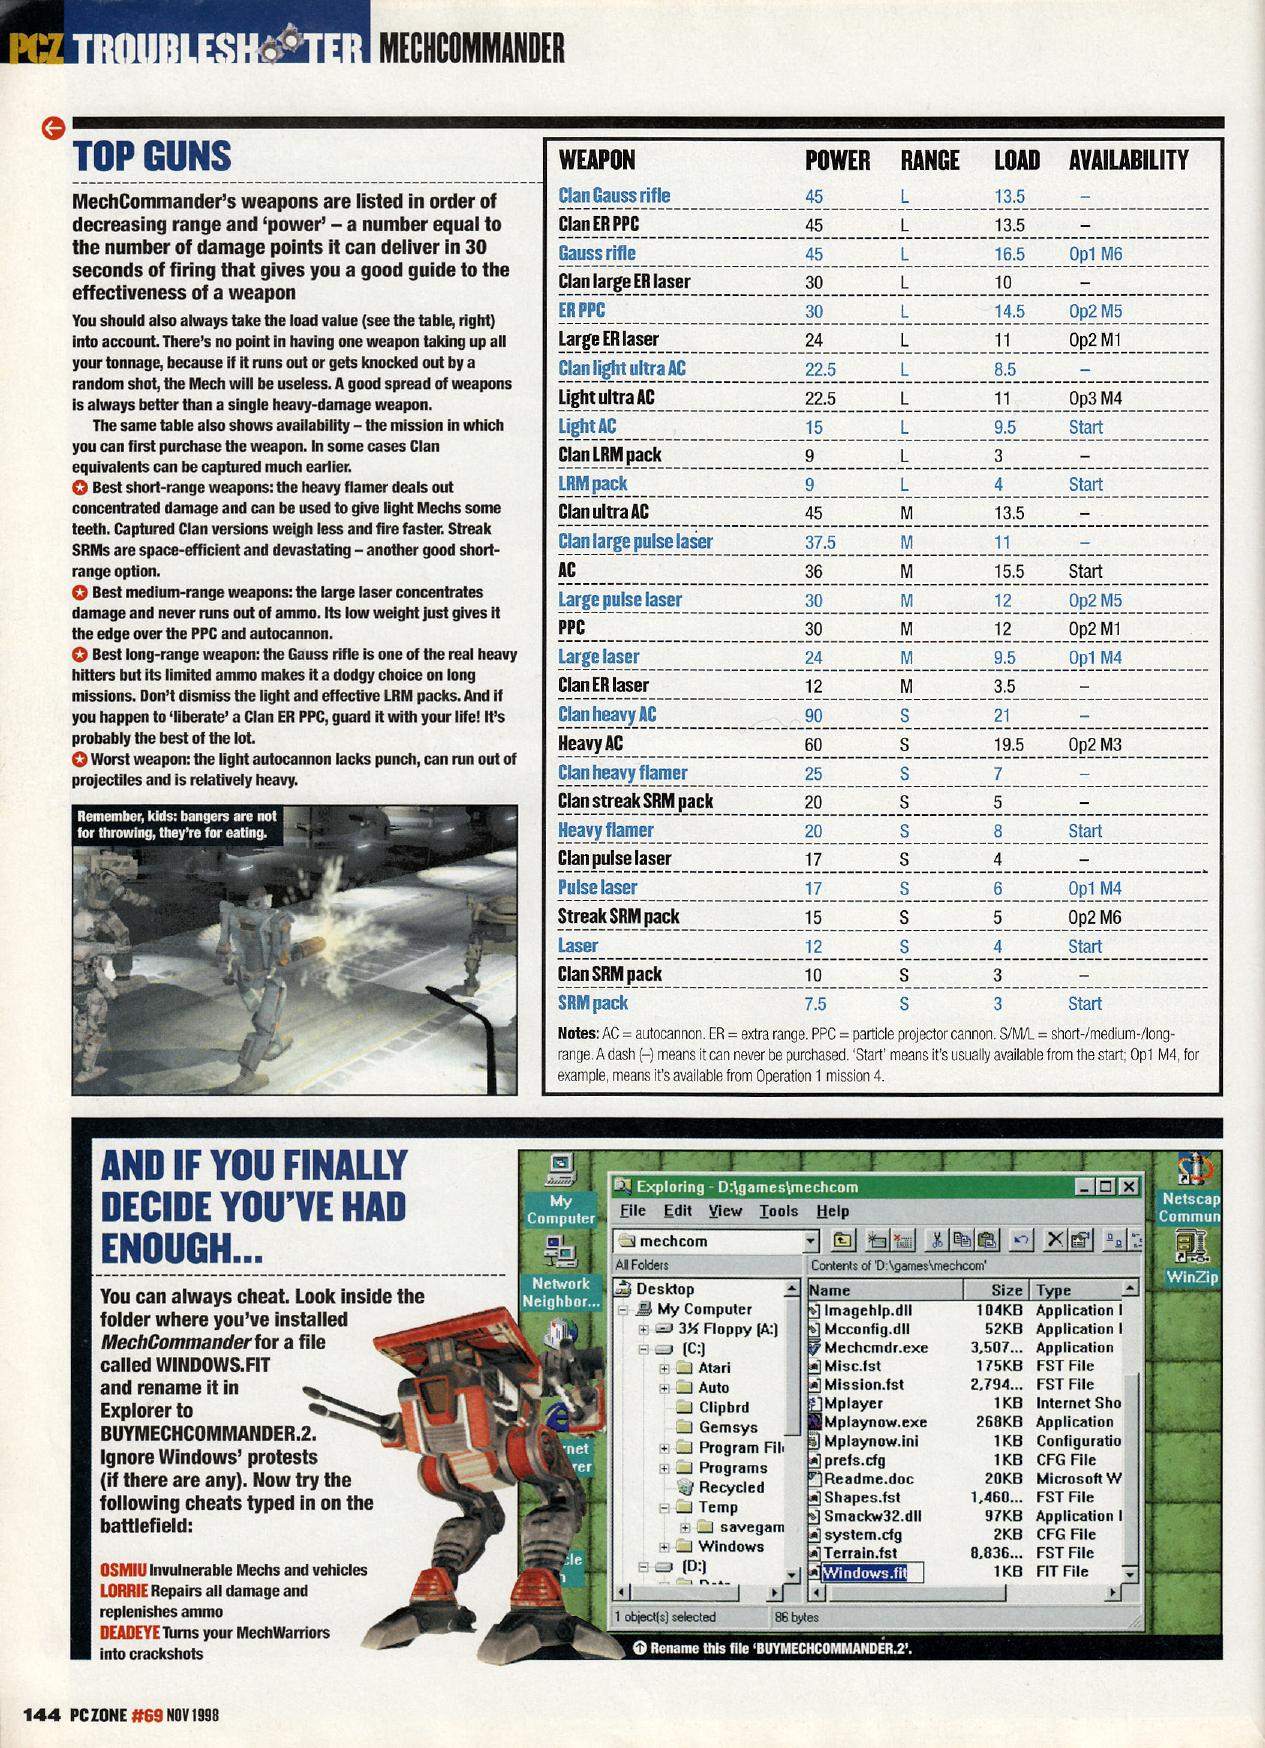 PCZ TROUBLESHOOTER MECHCOMMANDER
TOP GUNS
MechCommander's weapons are listed in order of
decreasing range and 'power' – a number equal to
the number of damage points it can deliver in 30
seconds of firing that gives you a good guide to the
effectiveness of a weapon
You should also always take the load value (see the table, right)
into account. There's no point in having one weapon taking up all
your tonnage, because if it runs out or gets knocked out by a
random shot, the Mech will be useless. A good spread of weapons
is always better than a single heavy-damage weapon.
The same table also shows availability – the mission in which
you can first purchase the weapon. In some cases Clan
equivalents can be captured much earlier.
Best short-range weapons: the heavy flamer deals out
concentrated damage and can be used to give light Mechs some
teeth. Captured Clan versions weigh less and fire faster. Streak
SRMs are space-efficient and devastating – another good short-
range option.
Best medium-range weapons: the large laser concentrates
damage and never runs out of ammo. Its low weight just gives it
the edge over the PPC and autocannon.
Best long-range weapon: the Gauss rifle is one of the real heavy
hitters but its limited ammo makes it a dodgy choice on long
missions. Don't dismiss the light and effective LRM packs. And if
you happen to 'liberate' a Clan ER PPC, guard it with your life! It's
probably the best of the lot.
Worst weapon: the light autocannon lacks punch, can run out of
projectiles and is relatively heavy.
Remember, kids: bangers are not
for throwing, they're for eating.
WEAPON POWER RANGE LOAD AVAILABILITY
Clan Gauss rifle 45 L 13.5 –
Clan ER PPC 45 L 13.5 –
Gauss rifle 45 L 16.5 Op1 M6
Clan large ER laser 30 L 10 –
ER PPC 30 L 14.5 Op2 M5
Large ER laser 24 L 11 Op2 M1
Clan light ultra AC 22.5 L 8.5 –
Light ultra AC 22.5 L 11 Op3 M4
Light AC 15 L 9.5 Start
Clan LRM pack 9 L 3 –
LRM pack 9 L 4 Start
Clan ultra AC 45 M 13.5 –
Clan large pulse laser 37.5 M 11 –
AC 36 M 15.5 Start
Large pulse laser 30 M 12 Op2 M5
PPC 30 M 12 Op2 M1
Large laser 24 M 9.5 Op1 M4
Clan ER laser 12 M 3.5 –
Clan heavy AC 90 S 21 –
Heavy AC 60 S 19.5 Op2 M3
Clan heavy flamer 25 S 7 –
Clan streak SRM pack 20 S 5 –
Heavy flamer 20 S 8 Start
Clan pulse laser 17 S 4 –
Pulse laser 17 S 6 Op1 M4
Streak SRM pack 15 S 5 Op2 M6
Laser 12 S 4 Start
Clan SRM pack 10 S 3 –
SRM pack 7.5 S 3 Start
Notes: AC = autocannon. ER = extra range. PPC = particle projector cannon. S/M/L = short-/medium-/long-
range. A dash (–) means it can never be purchased. 'Start' means it's usually available from the start; Op1 M4, for
example, means it's available from Operation 1 mission 4.
AND IF YOU FINALLY
DECIDE YOU'VE HAD
ENOUGH...
You can always cheat. Look inside the
folder where you've installed
MechCommander for a file
called WINDOWS.FIT
and rename it in
Explorer to
BUYMECHCOMMANDER.2.
Ignore Windows' protests
(if there are any). Now try the
following cheats typed in on the
battlefield:
OSMIU Invulnerable Mechs and vehicles
LORRIE Repairs all damage and
replenishes ammo
DEADEYE Turns your MechWarriors
into crackshots
My
Computer
Network
Neighbor...
Netscap
Commun
WinZip
Exploring - D:\games\mechcom
File Edit View Tools Help
mechcom
All Folders
Contents of 'D:\games\mechcom'
Desktop
My Computer
3½ Floppy (A:)
(C:)
Atari
Auto
Clipbrd
Gemsys
Program Fil
Programs
Recycled
Temp
savegam
Windows
(D:)
Name Size Type
Imagehlp.dll 104KB Application I
Mcconfig.dll 52KB Application I
Mechcmdr.exe 3,507... Application
Misc.fst 175KB FST File
Mission.fst 2,794... FST File
Mplayer 1KB Internet Sho
Mplaynow.exe 268KB Application
Mplaynow.ini 1KB Configuratio
prefs.cfg 1KB CFG File
Readme.doc 20KB Microsoft W
Shapes.fst 1,460... FST File
Smackw32.dll 97KB Application I
system.cfg 2KB CFG File
Terrain.fst 8,836... FST File
Windows.fit 1KB FIT File
1 object(s) selected 86 bytes
Rename this file 'BUYMECHCOMMANDER.2'.
144 PC ZONE #69 NOV 1998